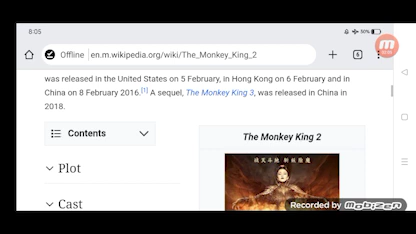 8:05
50%
Offline en.m.wikipedia.org/wiki/The_Monkey_King_2
6
was released in the United States on 5 February, in Hong Kong on 6 February and in
China on 8 February 2016.[1] A sequel, The Monkey King 3, was released in China in
2018.
Contents
The Monkey King 2
Plot
Cast
Recorded by
MOBIZEN